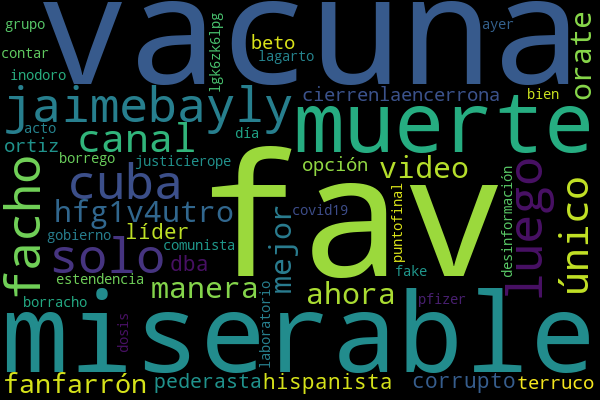 vacuna
grupo
contar
inodoro
lgk6zk6lpg
beto
lagarto
ayer
orate
jaimebayly
cierrenlaencerrona
bien
muerte
acto
día
ortiz
canal
borrego
justicierope
opción
video
facho
cuba
fav
hfg1v4utro
covid19
puntofinal
desinformación
luego
único
líder
mejor
gobierno
solo
comunista
dba
fake
estendencia
manera
ahora
pfizer
borracho
dosis
laboratorio
miserable
fanfarrón
pederasta
hispanista
corrupto
terruco